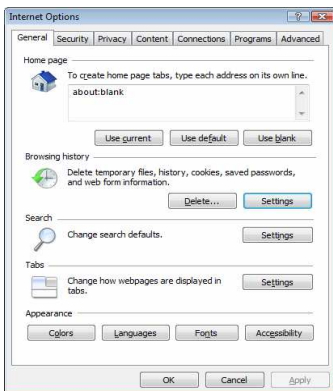 Internet Options
General Security Privacy Content Connections Programs Advanced
Home page
To create home page tabs, type each address on its own line.
about:blank
Use current Use default Use blank
Browsing history
Delete temporary files, history, cookies, saved passwords,
and web form information.
Delete... Settings
Search
Change search defaults. Settings
Tabs
Change how webpages are displayed in
tabs.
Settings
Appearance
Colors Languages Fonts Accessibility
OK Cancel Apply